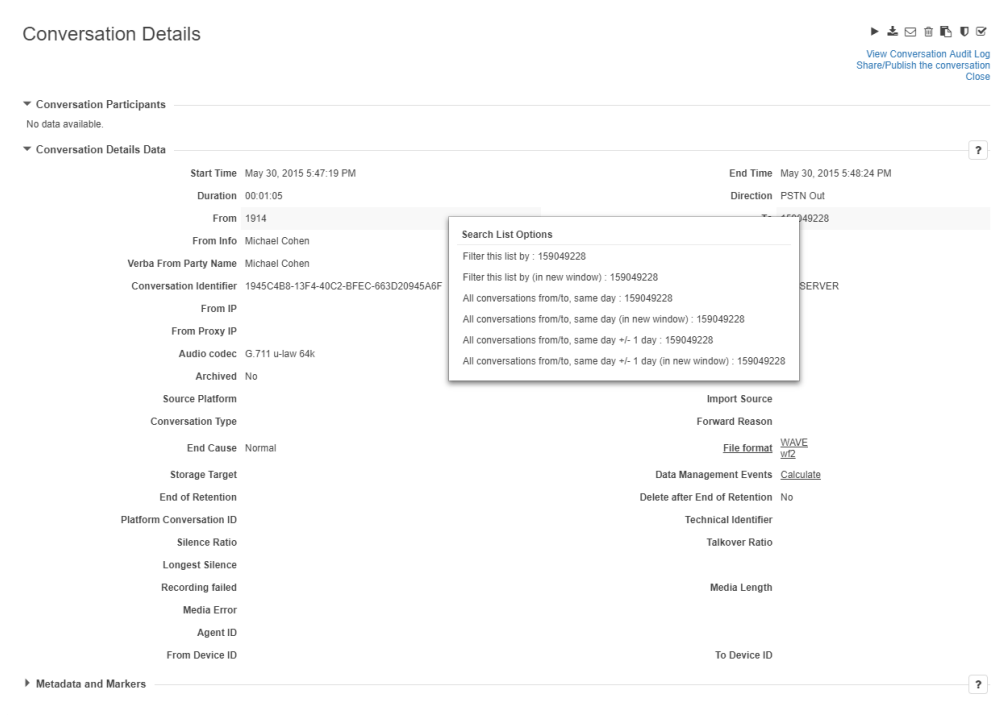 Conversation Details
View Conversation Audit Log
Share/Publish the conversation
Close
Conversation Participants
No data available.
Conversation Details Data ?
Start Time May 30, 2015 5:47:19 PM End Time May 30, 2015 5:48:24 PM
Duration 00:01:05 Direction PSTN Out
From 1914 To 159049228
From Info Michael Cohen
Verba From Party Name Michael Cohen
Conversation Identifier 1945C4B8-13F4-40C2-BFEC-663D20945A6F SERVER
From IP
From Proxy IP
Audio codec G.711 u-law 64k
Archived No
Search List Options
Filter this list by : 159049228
Filter this list by (in new window) : 159049228
All conversations from/to, same day : 159049228
All conversations from/to, same day (in new window) : 159049228
All conversations from/to, same day +/- 1 day : 159049228
All conversations from/to, same day +/- 1 day (in new window) : 159049228
Source Platform Import Source
Conversation Type Forward Reason
End Cause Normal File format WAVE
wf2
Storage Target Data Management Events Calculate
End of Retention Delete after End of Retention No
Platform Conversation ID Technical Identifier
Silence Ratio Talkover Ratio
Longest Silence
Recording failed Media Length
Media Error
Agent ID
From Device ID To Device ID
Metadata and Markers ?